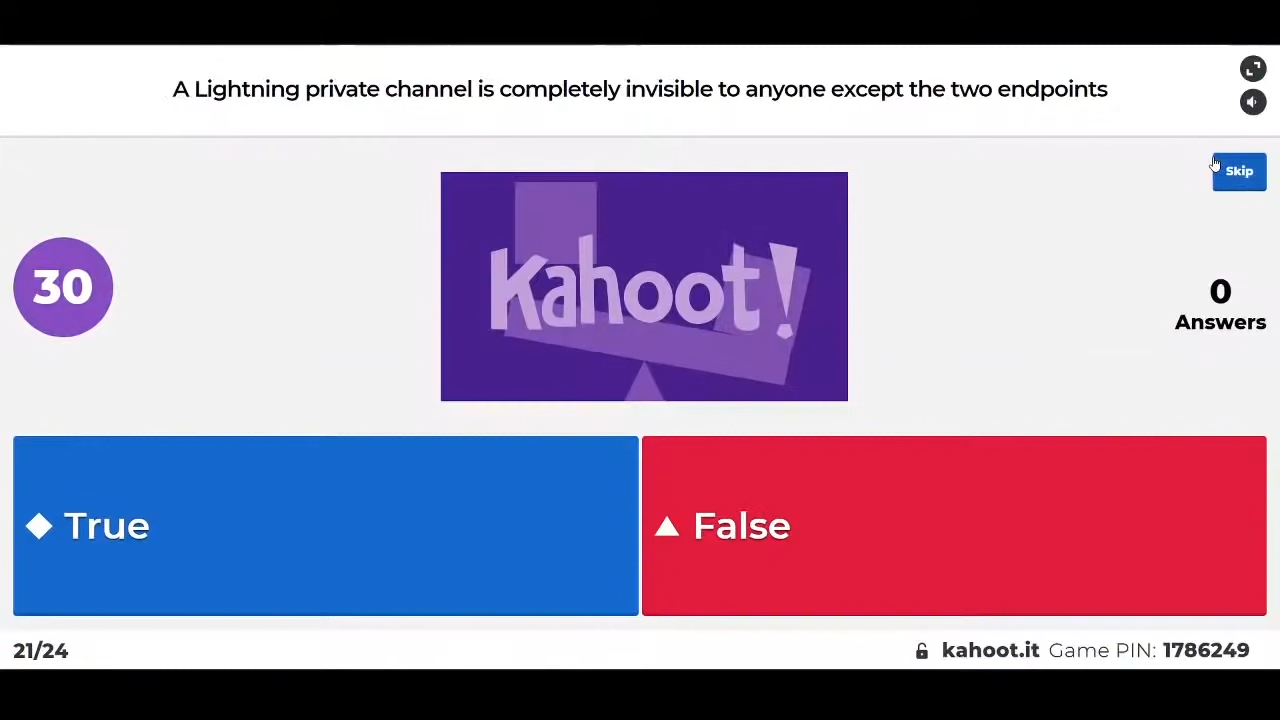 A Lightning private channel is completely invisible to anyone except the two endpoints
Skip
Kahoot!
30
0
Answers
True
False
21/24
kahoot.it Game PIN: 1786249